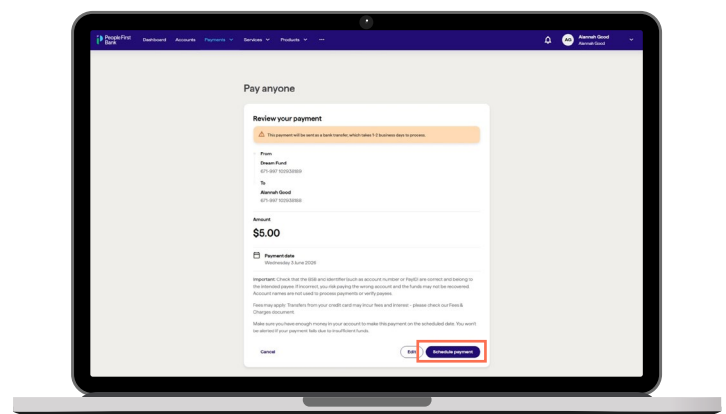 People First
Bank
Dashboard Accounts Payments Services Products ···
AG
Alannah Good
Alannah Good
Pay anyone
Review your payment
This payment will be sent as a bank transfer, which takes 1-2 business days to process.
From
Dream Fund
To
Alannah Good
Amount
$5.00
Payment date
Wednesday 3 June 2026
Important: Check that the BSB and identifier (such as account number or PayID) are correct and belong to
the intended payee. If incorrect, you risk paying the wrong account and the funds may not be recovered.
Account names are not used to process payments or verify payees.
Fees may apply. Transfers from your credit card may incur fees and interest - please check our Fees &
Charges document.
Make sure you have enough money in your account to make this payment on the scheduled date. You won't
be alerted if your payment fails due to insufficient funds.
Cancel
Edit
Schedule payment